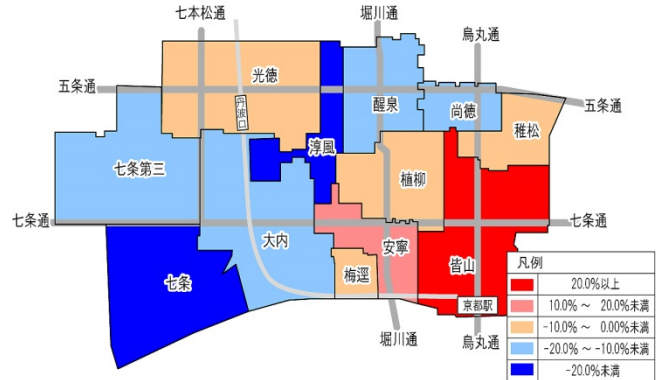 七本松通
堀川通
烏丸通
光徳
五条通
丹波口
醒泉
尚徳
五条通
稚松
淳風
七条第三
植柳
七条通
七条通
大内
安寧
皆山
梅逕
七条
京都駅
堀川通
烏丸通
凡例
20.0%以上
10.0% ~ 20.0%未満
-10.0% ~ 0.00%未満
-20.0% ~ -10.0%未満
-20.0%未満